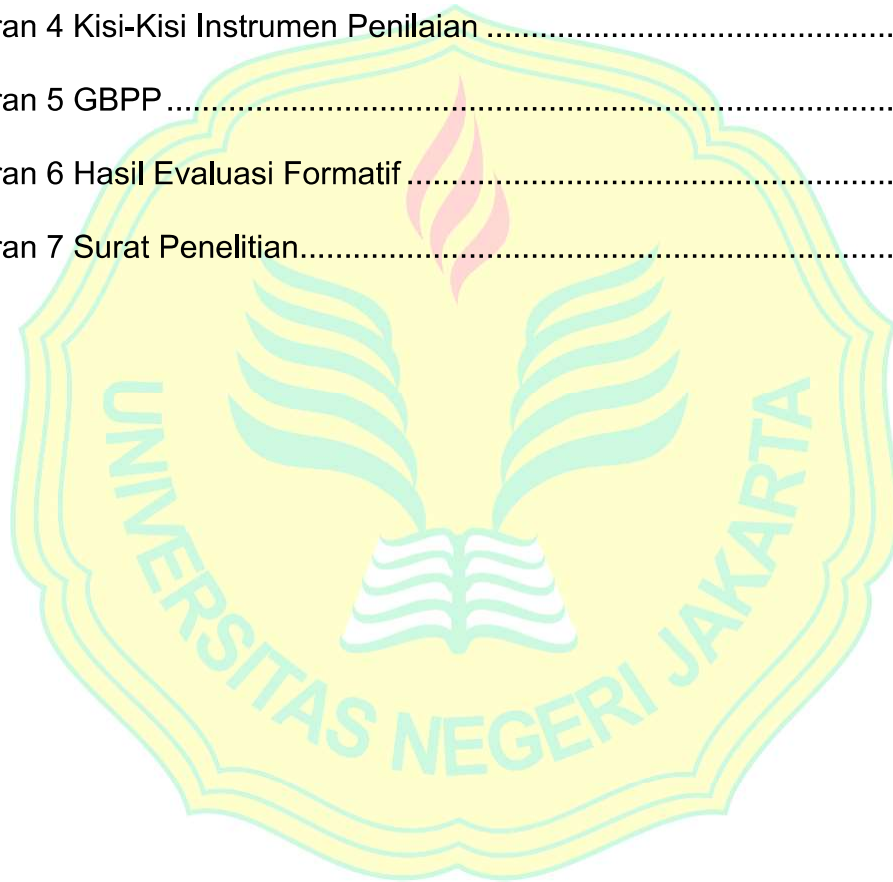 ran 4 Kisi-Kisi Instrumen Penilaian ................................................
ran 5 GBPP ....................................................................................
ran 6 Hasil Evaluasi Formatif .........................................................
ran 7 Surat Penelitian.....................................................................
UNIVERSITAS NEGERI JAKARTA